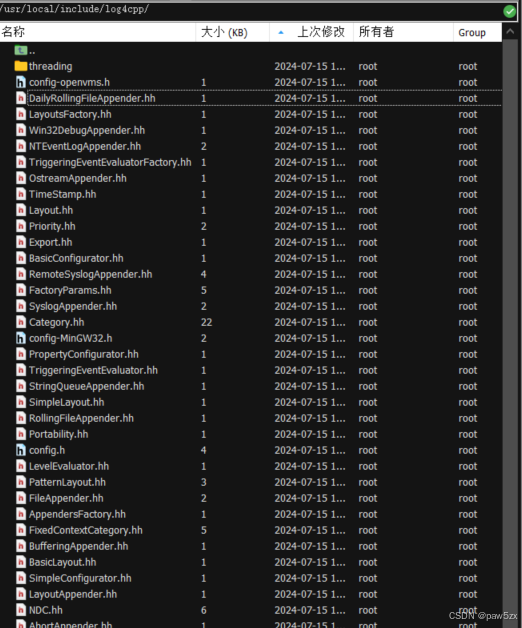 /usr/local/include/log4cpp/
名称 大小 (KB) 上次修改 所有者 Group
..
threading 2024-07-15 1... root root
config-openvms.h 1 2024-07-15 1... root root
DailyRollingFileAppender.hh 1 2024-07-15 1... root root
LayoutsFactory.hh 1 2024-07-15 1... root root
Win32DebugAppender.hh 1 2024-07-15 1... root root
NTEventLogAppender.hh 2 2024-07-15 1... root root
TriggeringEventEvaluatorFactory.hh 1 2024-07-15 1... root root
OstreamAppender.hh 1 2024-07-15 1... root root
TimeStamp.hh 1 2024-07-15 1... root root
Layout.hh 1 2024-07-15 1... root root
Priority.hh 2 2024-07-15 1... root root
Export.hh 1 2024-07-15 1... root root
BasicConfigurator.hh 1 2024-07-15 1... root root
RemoteSyslogAppender.hh 4 2024-07-15 1... root root
FactoryParams.hh 5 2024-07-15 1... root root
SyslogAppender.hh 2 2024-07-15 1... root root
Category.hh 22 2024-07-15 1... root root
config-MinGW32.h 2 2024-07-15 1... root root
PropertyConfigurator.hh 1 2024-07-15 1... root root
TriggeringEventEvaluator.hh 1 2024-07-15 1... root root
StringQueueAppender.hh 1 2024-07-15 1... root root
SimpleLayout.hh 1 2024-07-15 1... root root
RollingFileAppender.hh 1 2024-07-15 1... root root
Portability.hh 1 2024-07-15 1... root root
config.h 4 2024-07-15 1... root root
LevelEvaluator.hh 1 2024-07-15 1... root root
PatternLayout.hh 3 2024-07-15 1... root root
FileAppender.hh 2 2024-07-15 1... root root
AppendersFactory.hh 1 2024-07-15 1... root root
FixedContextCategory.hh 5 2024-07-15 1... root root
BufferingAppender.hh 1 2024-07-15 1... root root
BasicLayout.hh 1 2024-07-15 1... root root
SimpleConfigurator.hh 1 2024-07-15 1... root root
LayoutAppender.hh 1 2024-07-15 1... root root
NDC.hh 6 2024-07-15 1... root root
AbortAppender.hh 1 2024-07-15 1... root root
CSDN @paw5zx